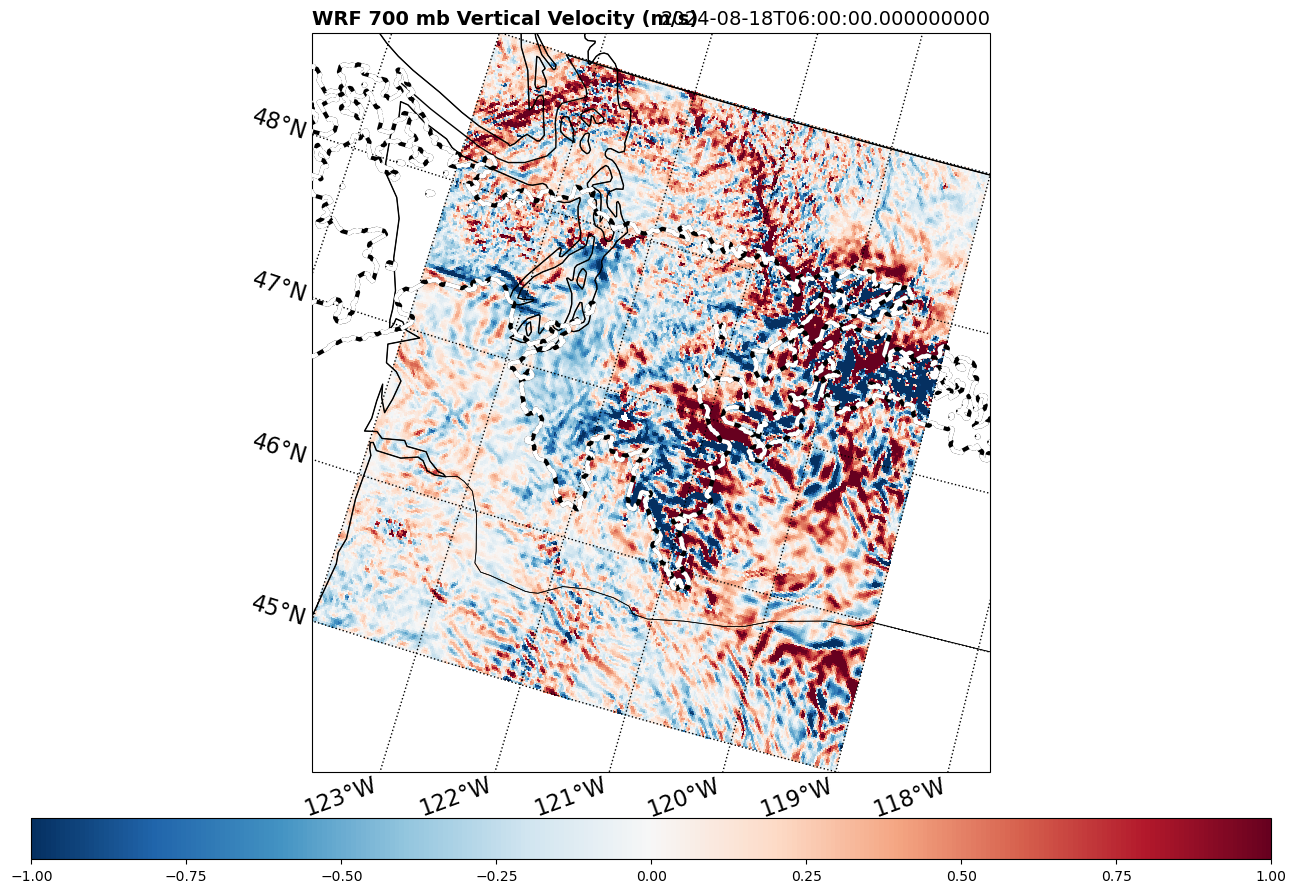 WRF 700 mb Vertical Velocity (m/s) 2024-08-18T06:00:00.000000000
48°N
47°N
46°N
45°N
123°W 122°W 121°W 120°W 119°W 118°W
−1.00 −0.75 −0.50 −0.25 0.00 0.25 0.50 0.75 1.00